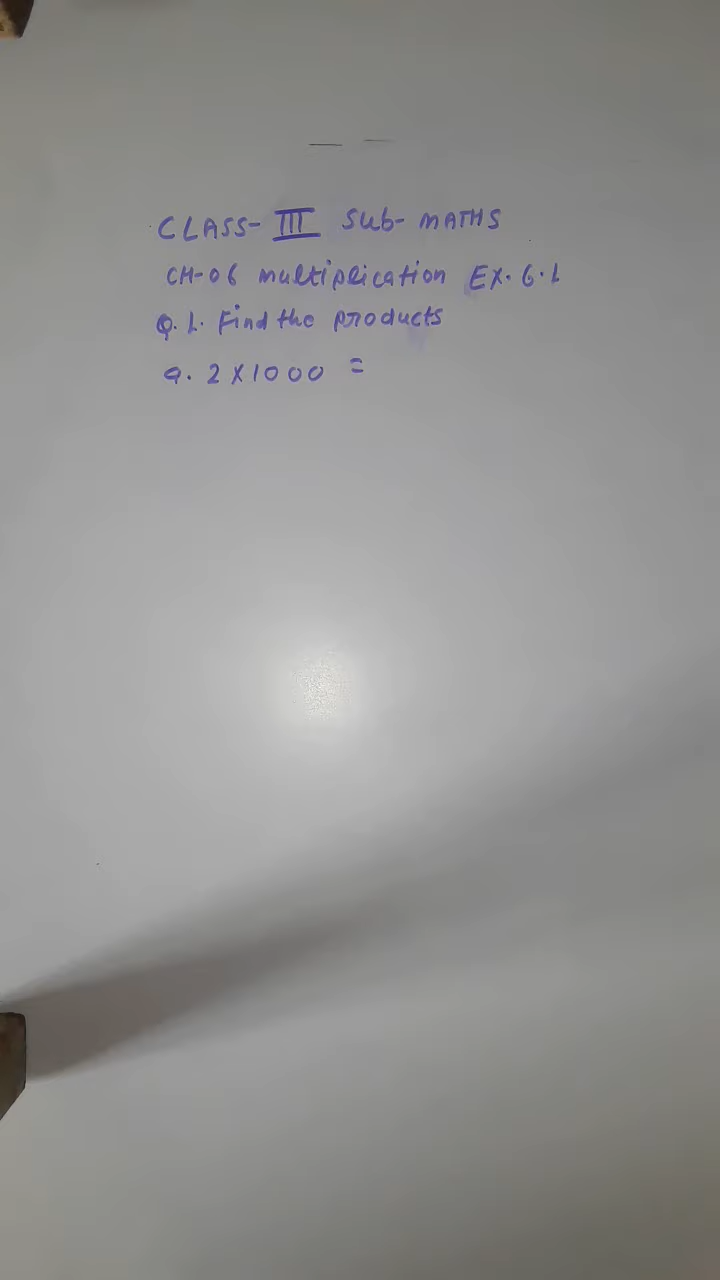 CLASS- III Sub- MATHS
CH-06 multiplication EX. 6.1
Q.1. Find the products
a. 2 X 1000 =